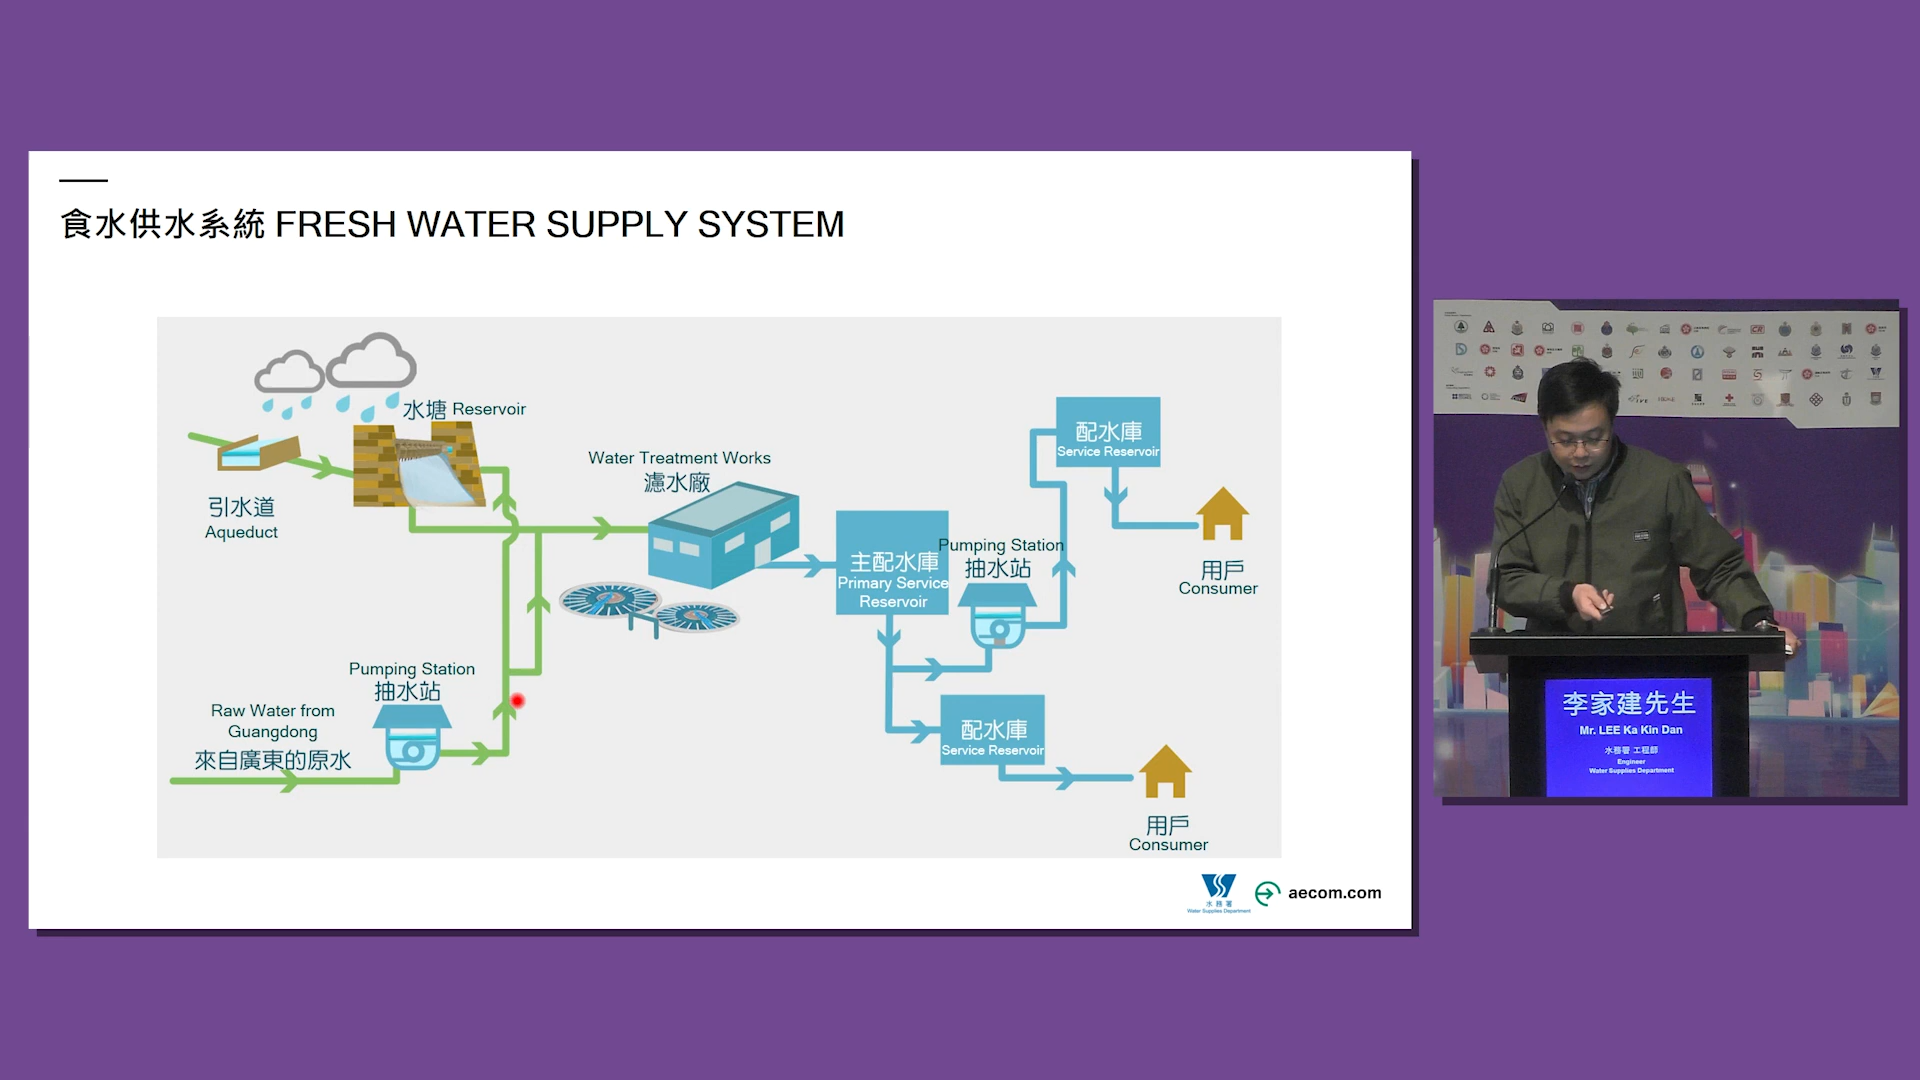 食水供水系統 FRESH WATER SUPPLY SYSTEM
水塘 Reservoir
引水道
Aqueduct
Water Treatment Works
濾水廠
配水庫
Service Reservoir
用戶
Consumer
主配水庫
Primary Service
Reservoir
Pumping Station
抽水站
Pumping Station
抽水站
Raw Water from
Guangdong
來自廣東的原水
配水庫
Service Reservoir
用戶
Consumer
水務署
Water Supplies Department
aecom.com
李家建先生
Mr. LEE Ka Kin Dan
水務署 工程師
Engineer
Water Supplies Department